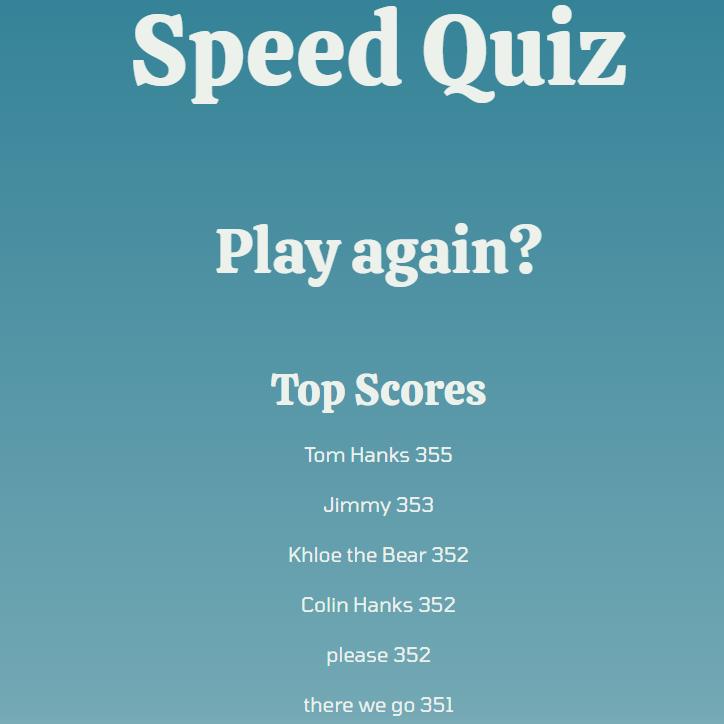 Speed Quiz
Play again?
Top Scores
Tom Hanks 355
Jimmy 353
Khloe the Bear 352
Colin Hanks 352
please 352
there we go 351